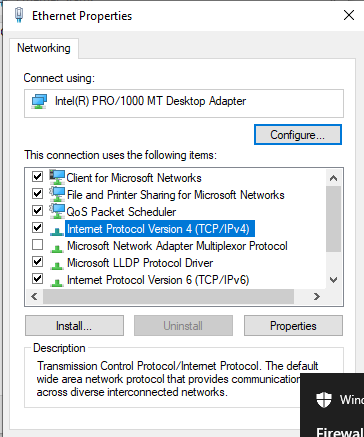 Ethernet Properties
Networking
Connect using:
Intel(R) PRO/1000 MT Desktop Adapter
Configure...
This connection uses the following items:
Client for Microsoft Networks
File and Printer Sharing for Microsoft Networks
QoS Packet Scheduler
Internet Protocol Version 4 (TCP/IPv4)
Microsoft Network Adapter Multiplexor Protocol
Microsoft LLDP Protocol Driver
Internet Protocol Version 6 (TCP/IPv6)
Install...
Uninstall
Properties
Description
Transmission Control Protocol/Internet Protocol. The default
wide area network protocol that provides communication
across diverse interconnected networks.
Wind
Firewall